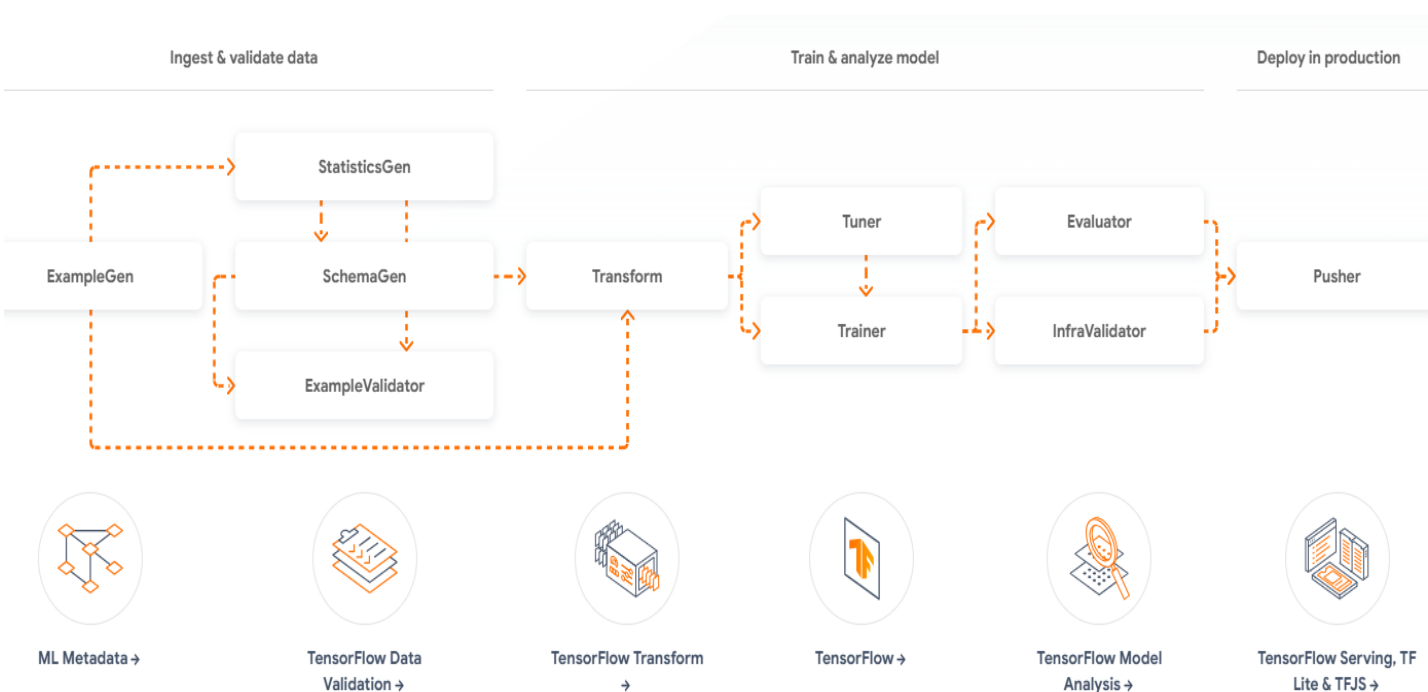 Ingest & validate data
Train & analyze model
Deploy in production
StatisticsGen
ExampleGen
SchemaGen
ExampleValidator
Transform
Tuner
Trainer
Evaluator
InfraValidator
Pusher
ML Metadata →
TensorFlow Data
Validation →
TensorFlow Transform
→
TensorFlow →
TensorFlow Model
Analysis →
TensorFlow Serving, TF
Lite & TFJS →